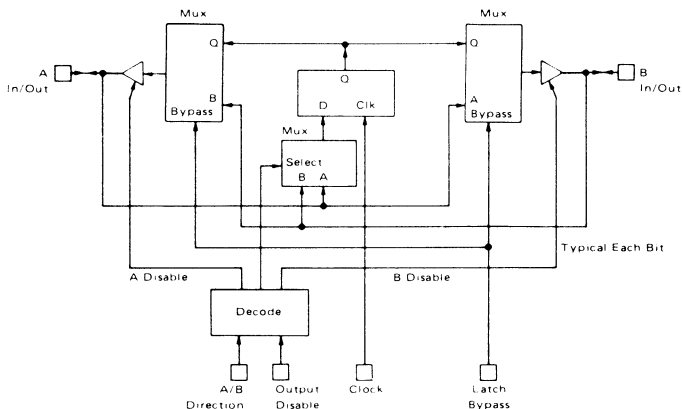 Mux
Mux
Q
Q
A
In/Out
B
In/Out
Q
B
A
Bypass
D
Clk
Bypass
Mux
Select
B A
Typical Each Bit
A Disable
B Disable
Decode
A/B
Direction
Output
Disable
Clock
Latch
Bypass